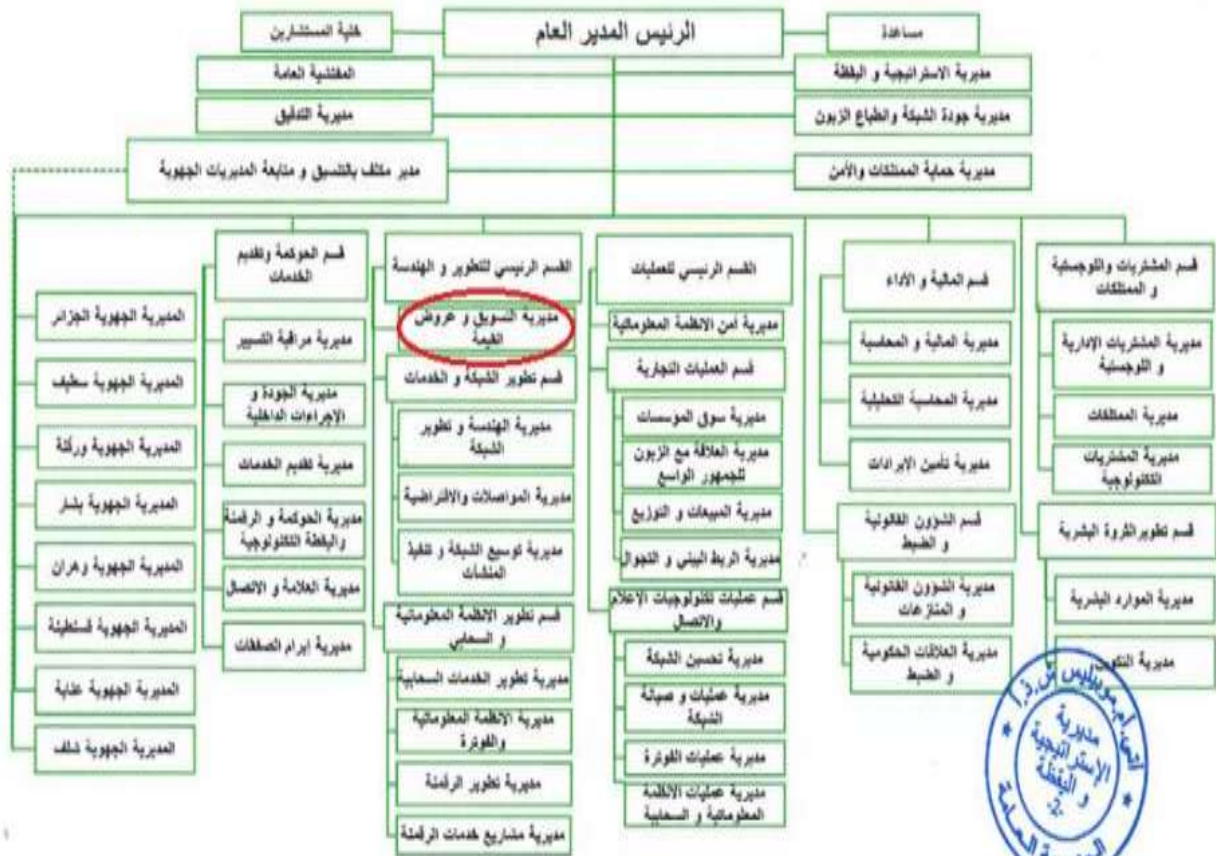 الرئيس المدير العام
مساعدة
خلية المستشارين
مديرية الاستراتيجية و اليقظة
المفتشية العامة
مديرية جودة الشبكة وانطباع الزبون
مديرية التدقيق
مديرية حماية الممتلكات والأمن
مدير مكلف بالتنسيق و متابعة المديريات الجهوية
قسم المشتريات واللوجستية
و الممتلكات
مديرية المشتريات الإدارية
و اللوجستية
مديرية الممتلكات
مديرية المشتريات
التكنولوجية
قسم تطوير الثروة البشرية
مديرية الموارد البشرية
مديرية التكوين
قسم المالية و الاداء
مديرية المالية و المحاسبة
مديرية المحاسبة التحليلية
مديرية تأمين الايرادات
قسم الشؤون القانونية
و الضبط
مديرية الشؤون القانونية
و المنازعات
مديرية العلاقات الحكومية
و الضبط
القسم الرئيسي للعمليات
مديرية امن الانظمة المعلوماتية
قسم العمليات التجارية
مديرية سوق المؤسسات
مديرية العلاقة مع الزبون
للجمهور الواسع
مديرية المبيعات و التوزيع
مديرية الربط البيني و التجوال
قسم عمليات تكنولوجيات الإعلام
والاتصال
مديرية تحسين الشبكة
مديرية عمليات و صيانة
الشبكة
مديرية عمليات الفوترة
مديرية عمليات الانظمة
المعلوماتية و السحابية
القسم الرئيسي للتطوير و الهندسة
مديرية التسويق و عروض
القيمة
قسم تطوير الشبكة و الخدمات
مديرية الهندسة و تطوير
الشبكة
مديرية المواصلات والافتراضية
مديرية توسيع الشبكة و تنفيذ
المنشآت
قسم تطوير الانظمة المعلوماتية
و السحابي
مديرية تطوير الخدمات السحابية
مديرية الانظمة المعلوماتية
والفوترة
مديرية تطوير الرقمنة
مديرية مشاريع خدمات الرقمنة
قسم الحوكمة وتقديم
الخدمات
مديرية مراقبة التسيير
مديرية الجودة و
الإجراءات الداخلية
مديرية تقديم الخدمات
مديرية الحوكمة و الرقمنة
واليقظة التكنولوجية
مديرية العلامة و الاتصال
مديرية إبرام الصفقات
المديرية الجهوية الجزائر
المديرية الجهوية سطيف
المديرية الجهوية ورقلة
المديرية الجهوية بشار
المديرية الجهوية وهران
المديرية الجهوية قسنطينة
المديرية الجهوية عنابة
المديرية الجهوية شلف
موبيليس ش.ذ.ا
مديرية
الإستراتيجية
و اليقظة
-2-